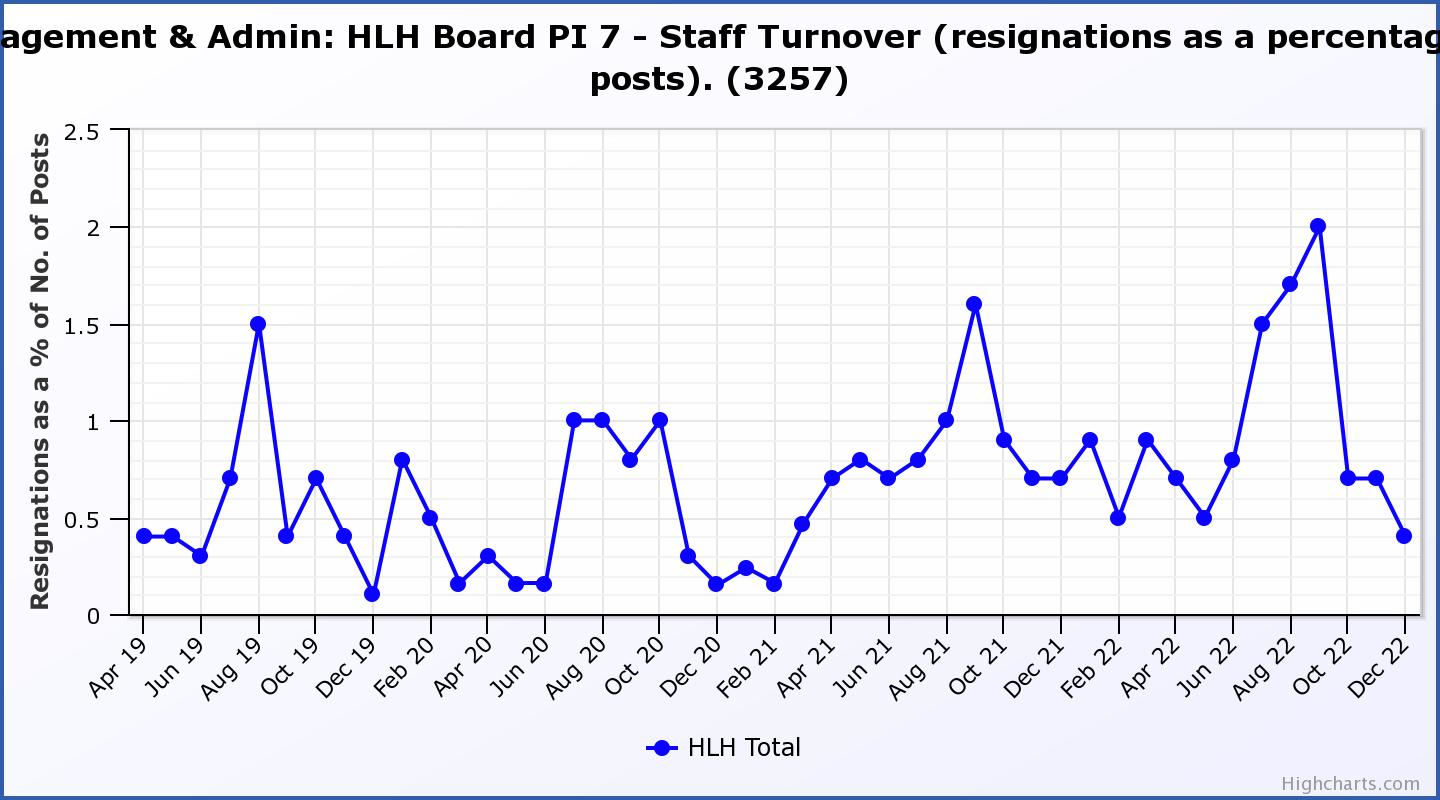 agement & Admin: HLH Board PI 7 - Staff Turnover (resignations as a percentag
posts). (3257)
Resignations as a % of No. of Posts
2.5
2
1.5
1
0.5
0
Apr 19
Jun 19
Aug 19
Oct 19
Dec 19
Feb 20
Apr 20
Jun 20
Aug 20
Oct 20
Dec 20
Feb 21
Apr 21
Jun 21
Aug 21
Oct 21
Dec 21
Feb 22
Apr 22
Jun 22
Aug 22
Oct 22
Dec 22
HLH Total
Highcharts.com